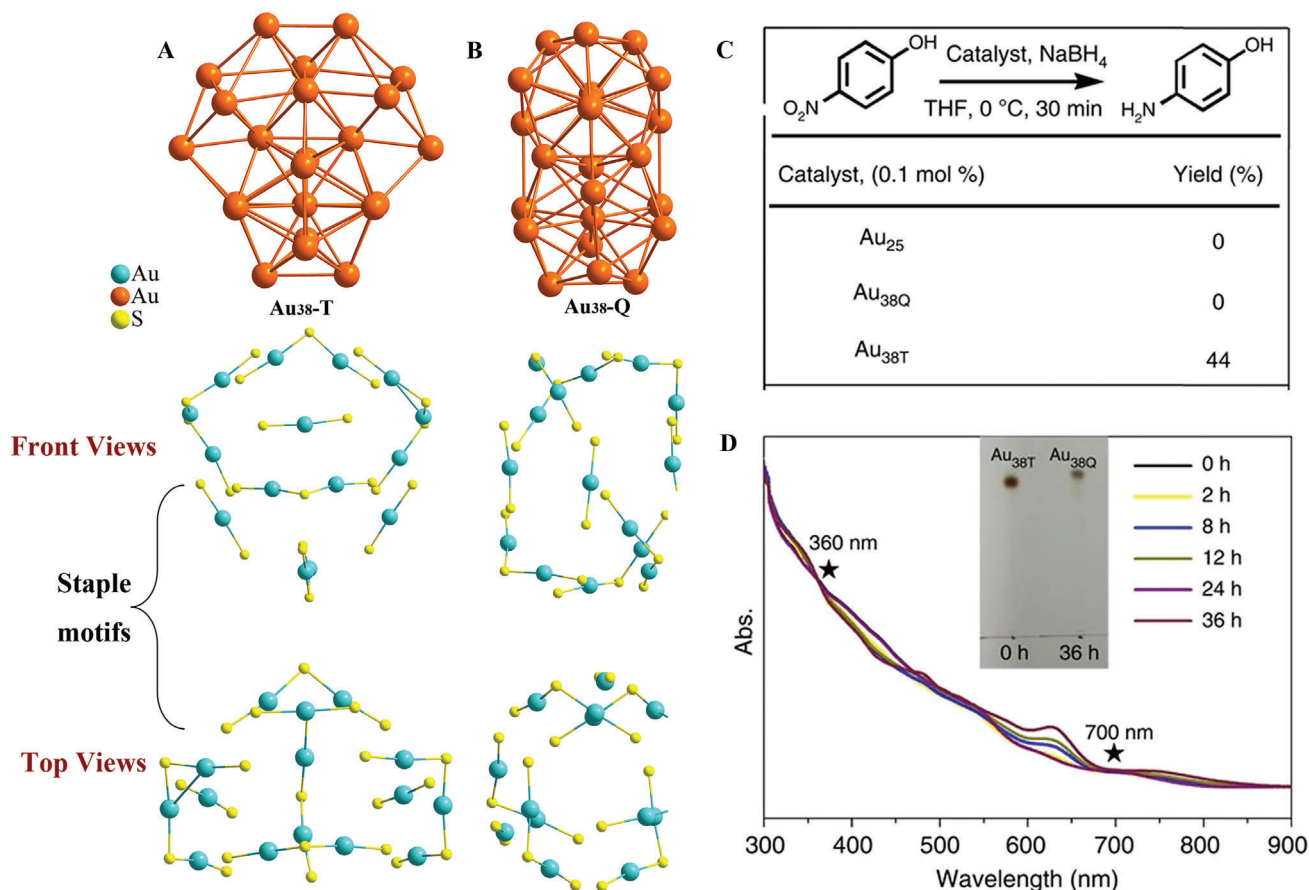 A
B
Au
Au
S
Au38-T
Au38-Q
Front Views
Staple
motifs
Top Views
C
OH
O₂N
Catalyst, NaBH₄
THF, 0 °C, 30 min
OH
H₂N
Catalyst, (0.1 mol %)
Yield (%)
Au₂₅
0
Au₃₈Q
0
Au₃₈T
44
D
Au₃₈T
Au₃₈Q
0 h
36 h
0 h
2 h
8 h
12 h
24 h
36 h
360 nm
700 nm
Abs.
300
400
500
600
700
800
900
Wavelength (nm)